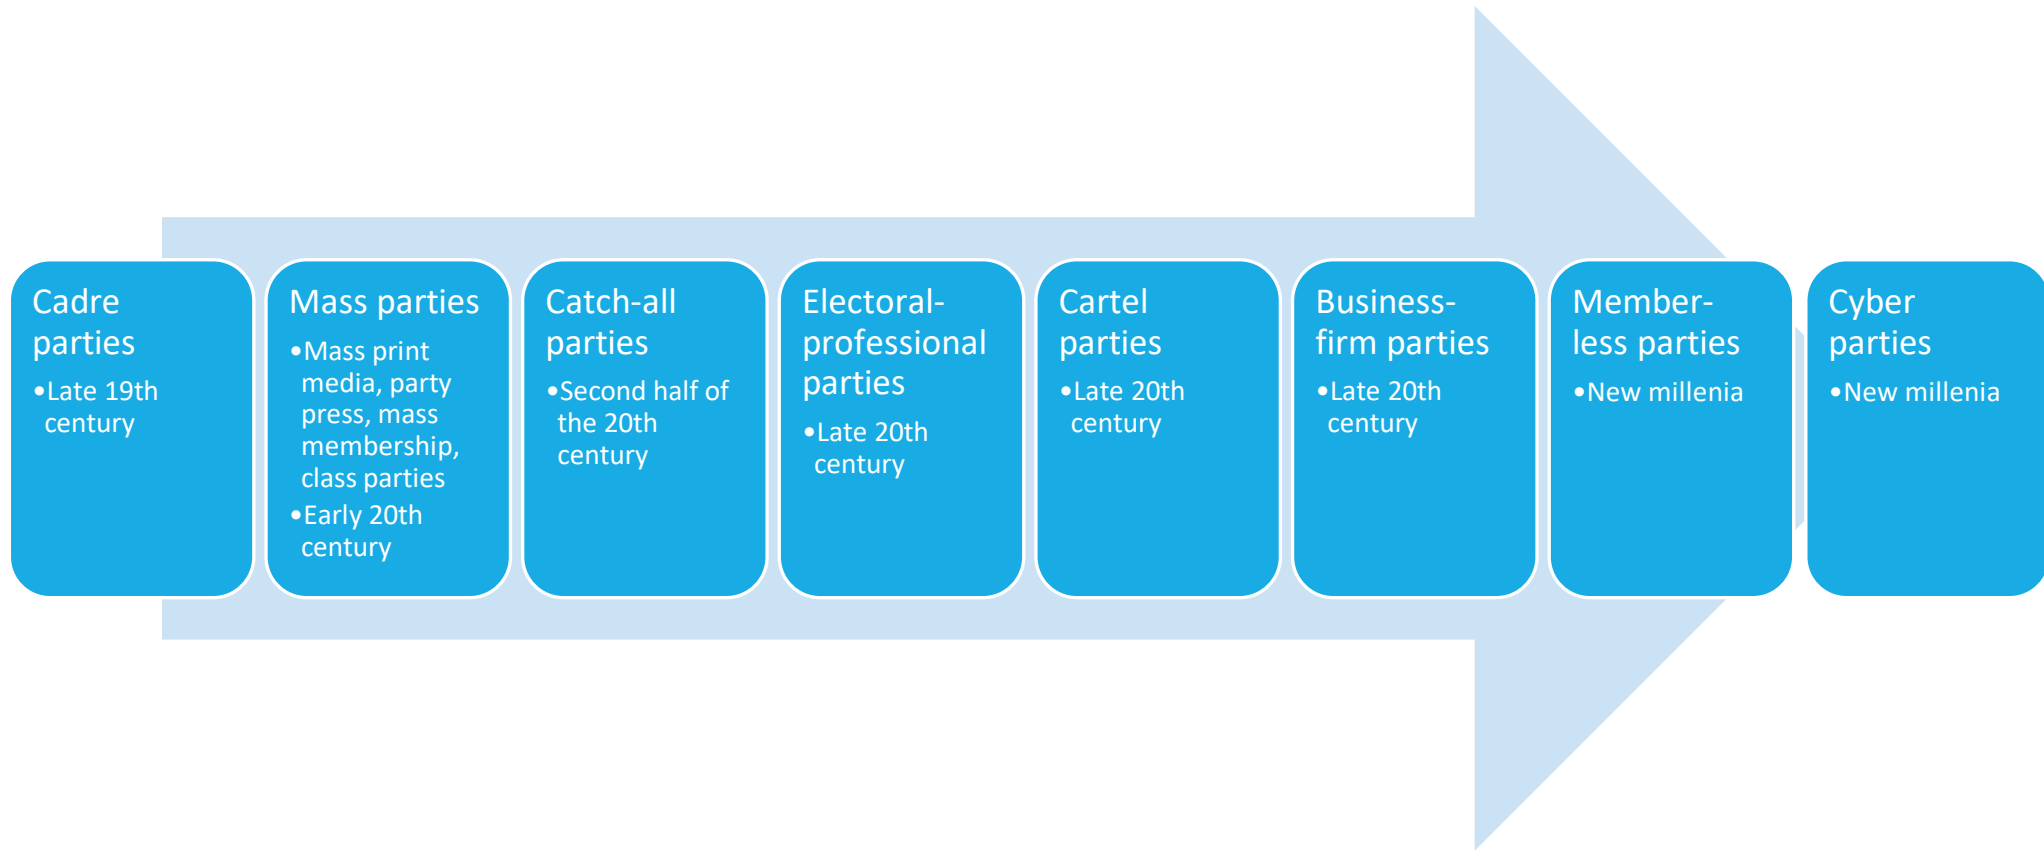 Cadre
parties
•Late 19th
century
Mass parties
•Mass print
media, party
press, mass
membership,
class parties
•Early 20th
century
Catch-all
parties
•Second half of
the 20th
century
Electoral-
professional
parties
•Late 20th
century
Cartel
parties
•Late 20th
century
Business-
firm parties
•Late 20th
century
Member-
less parties
•New millenia
Cyber
parties
•New millenia